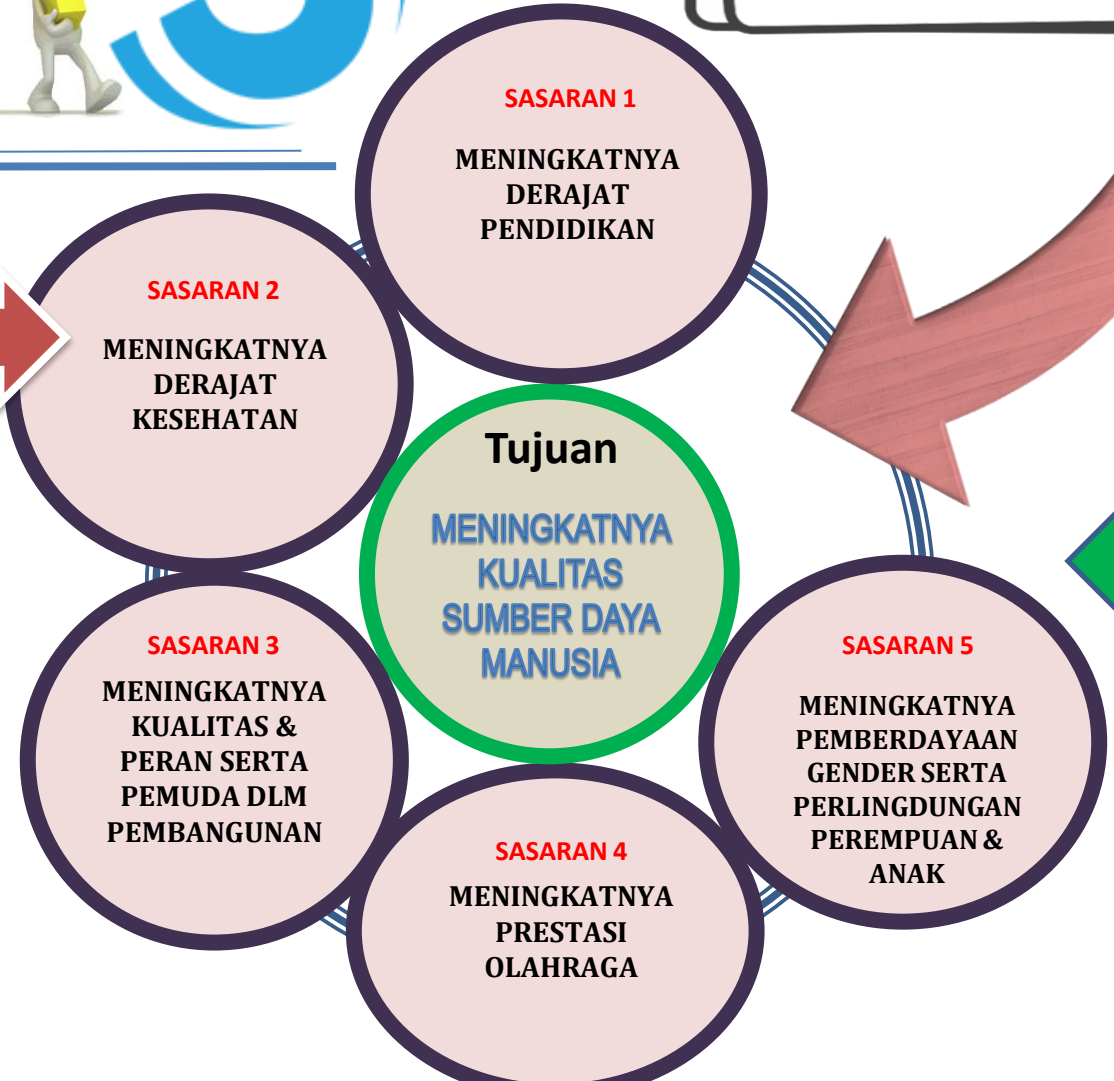 SASARAN 1
MENINGKATNYA
DERAJAT
PENDIDIKAN
SASARAN 2
MENINGKATNYA
DERAJAT
KESEHATAN
Tujuan
MENINGKATNYA
KUALITAS
SUMBER DAYA
MANUSIA
SASARAN 3
MENINGKATNYA
KUALITAS &
PERAN SERTA
PEMUDA DLM
PEMBANGUNAN
SASARAN 4
MENINGKATNYA
PRESTASI
OLAHRAGA
SASARAN 5
MENINGKATNYA
PEMBERDAYAAN
GENDER SERTA
PERLINGDUNGAN
PEREMPUAN &
ANAK